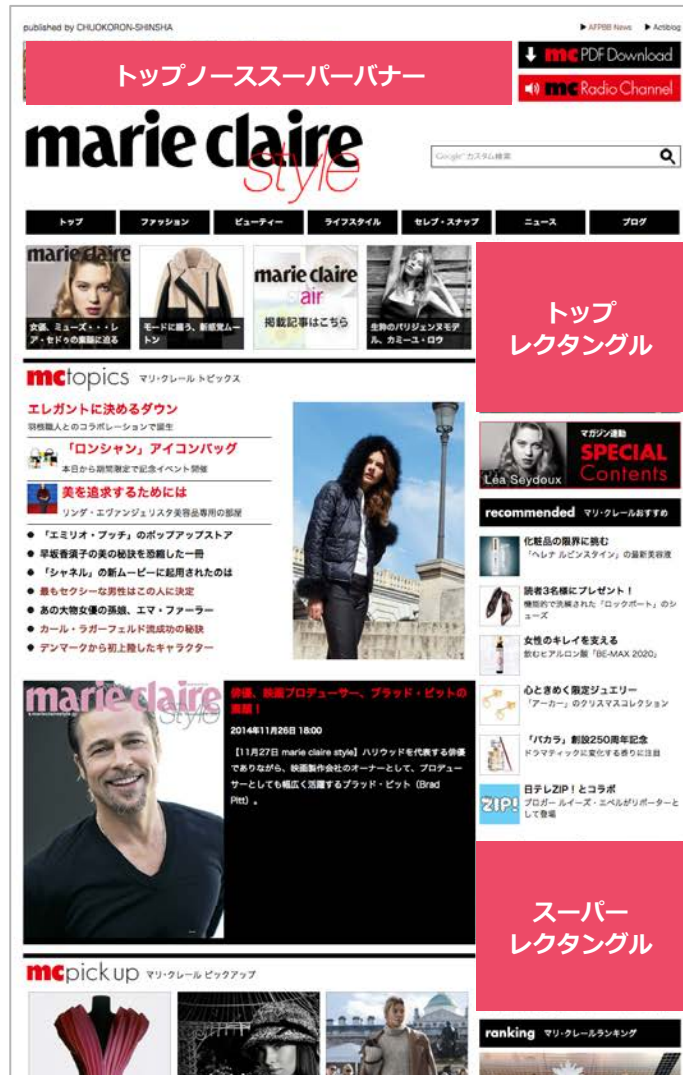 published by CHUOKORON-SHINSHA
▶ AFPBB News ▶ Actiblog
トップノーススーパーバナー
mc PDF Download
mc Radio Channel
marie claire
style
Google™ カスタム検索
トップ
ファッション
ビューティー
ライフスタイル
セレブ・スナップ
ニュース
ブログ
marie claire
女優、ミューズ・・・レ
ア・セドゥの素顔に迫る
モードに纏う、新感覚ムー
トン
marie claire
air
掲載記事はこちら
生粋のパリジェンヌモデ
ル、カミーユ・ロウ
トップ
レクタングル
mctopics マリ・クレール トピックス
エレガントに決めるダウン
羽根職人とのコラボレーションで誕生
「ロンシャン」アイコンバッグ
本日から期間限定で記念イベント開催
美を追求するためには
リンダ・エヴァンジェリスタ美容品専用の部屋
● 「エミリオ・プッチ」のポップアップストア
● 早坂香須子の美の秘訣を恐縮した一冊
● 「シャネル」の新ムービーに起用されたのは
● 最もセクシーな男性はこの人に決定
● あの大物女優の孫娘、エマ・ファーラー
● カール・ラガーフェルド流成功の秘訣
● デンマークから初上陸したキャラクター
マガジン連動
SPECIAL
Contents
Léa Seydoux
recommended マリ・クレールおすすめ
化粧品の限界に挑む
「ヘレナ ルビンスタイン」の最新美容液
読者3名様にプレゼント！
機能的で洗練された「ロックポート」のシ
ューズ
女性のキレイを支える
飲むヒアルロン酸「BE-MAX 2020」
心ときめく限定ジュエリー
「アーカー」のクリスマスコレクション
「バカラ」創設250周年記念
ドラマティックに変化する香りに注目
ZIP!
日テレZIP！とコラボ
ブロガー ルイーズ・エベルがリポーターと
して登場
marie claire
style
俳優、映画プロデューサー、ブラッド・ピットの
素顔！
2014年11月26日 18:00
【11月27日 marie claire style】ハリウッドを代表する俳優
でありながら、映画製作会社のオーナーとして、プロデュー
サーとしても幅広く活躍するブラッド・ピット（Brad
Pitt）。
スーパー
レクタングル
mcpick up マリ・クレール ピックアップ
ranking マリ・クレールランキング